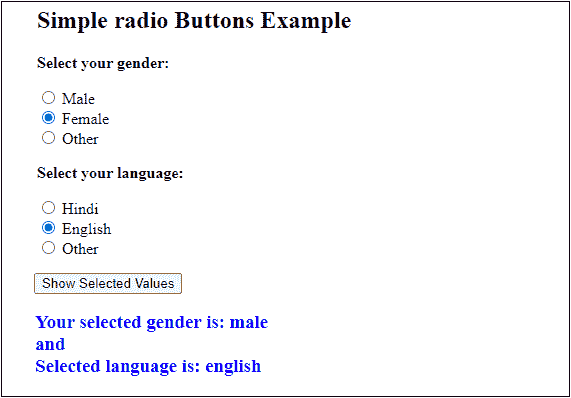 Simple radio Buttons Example
Select your gender:
Male
Female
Other
Select your language:
Hindi
English
Other
Show Selected Values
Your selected gender is: male
and
Selected language is: english